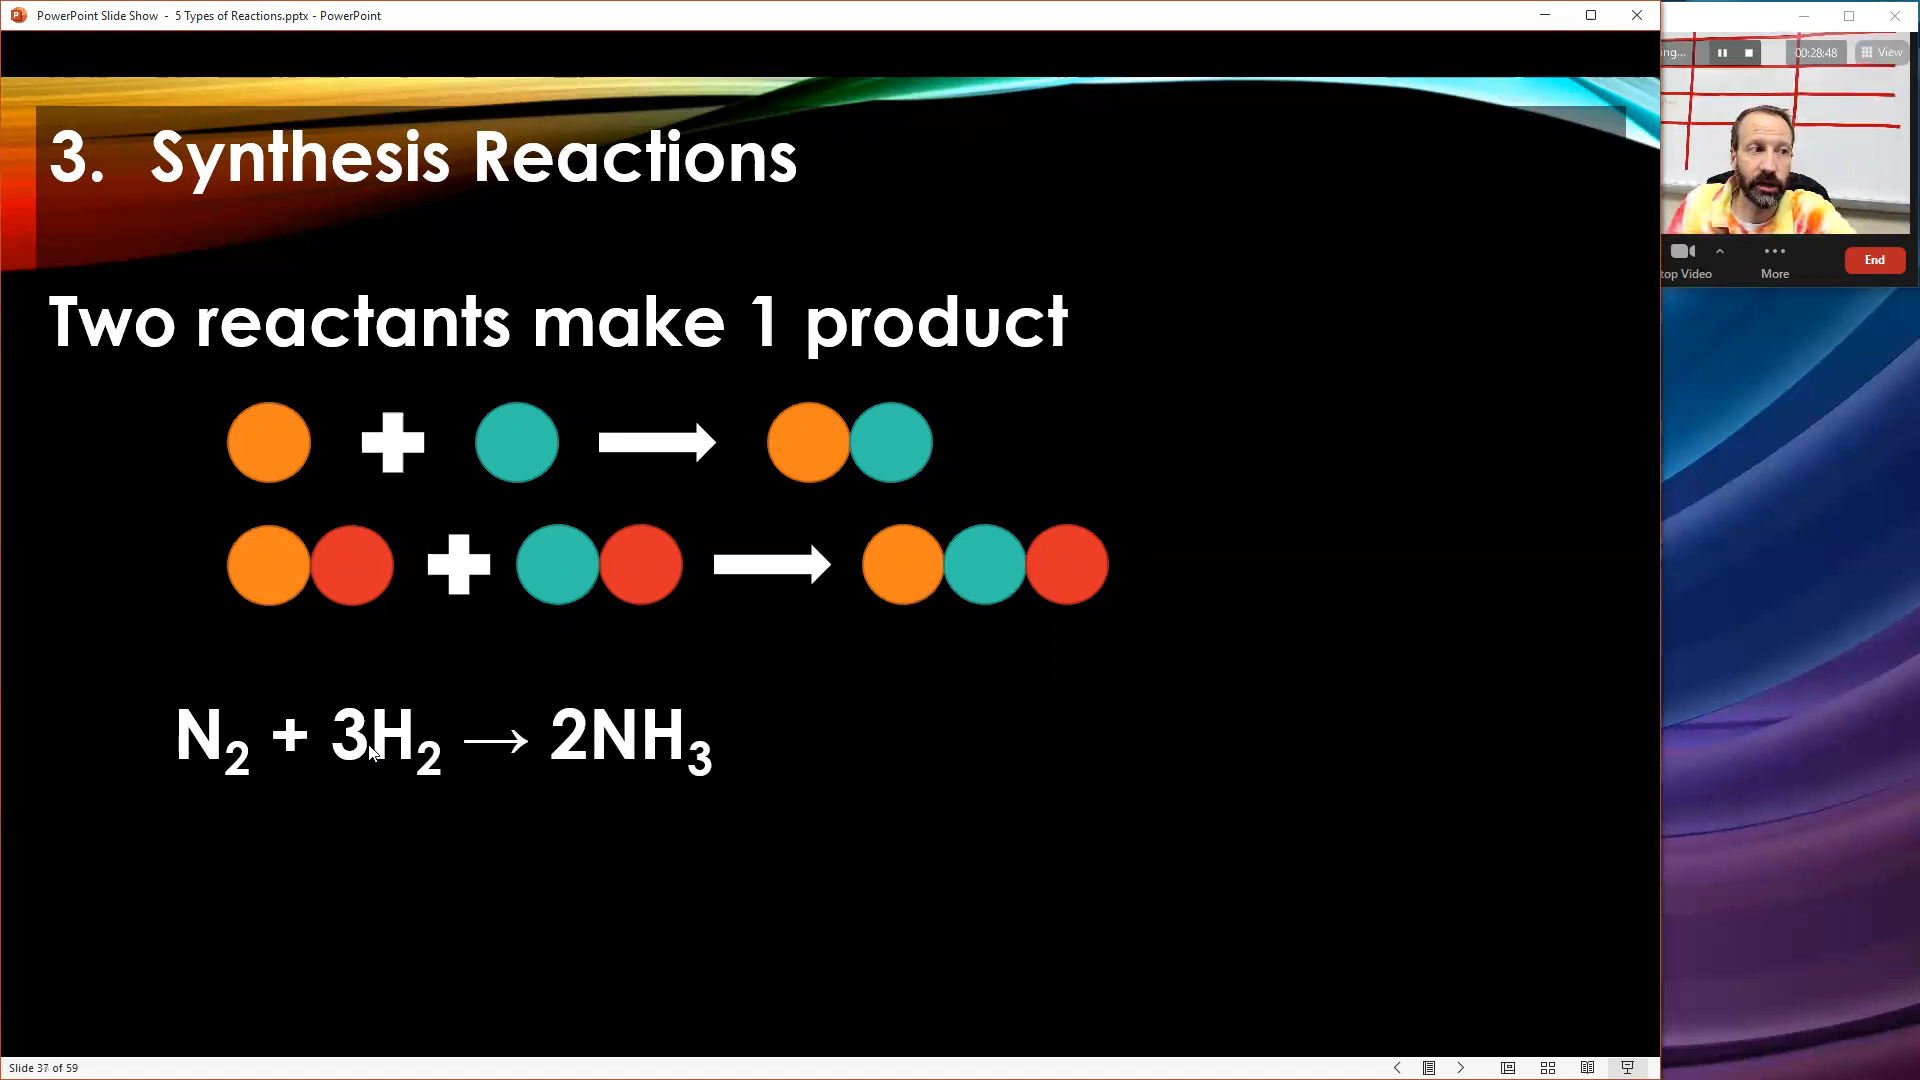 PowerPoint Slide Show - 5 Types of Reactions.pptx - PowerPoint
ng...
00:28:48
View
3. Synthesis Reactions
top Video
More
End
Two reactants make 1 product
N₂ + 3H₂ → 2NH₃
Slide 37 of 59